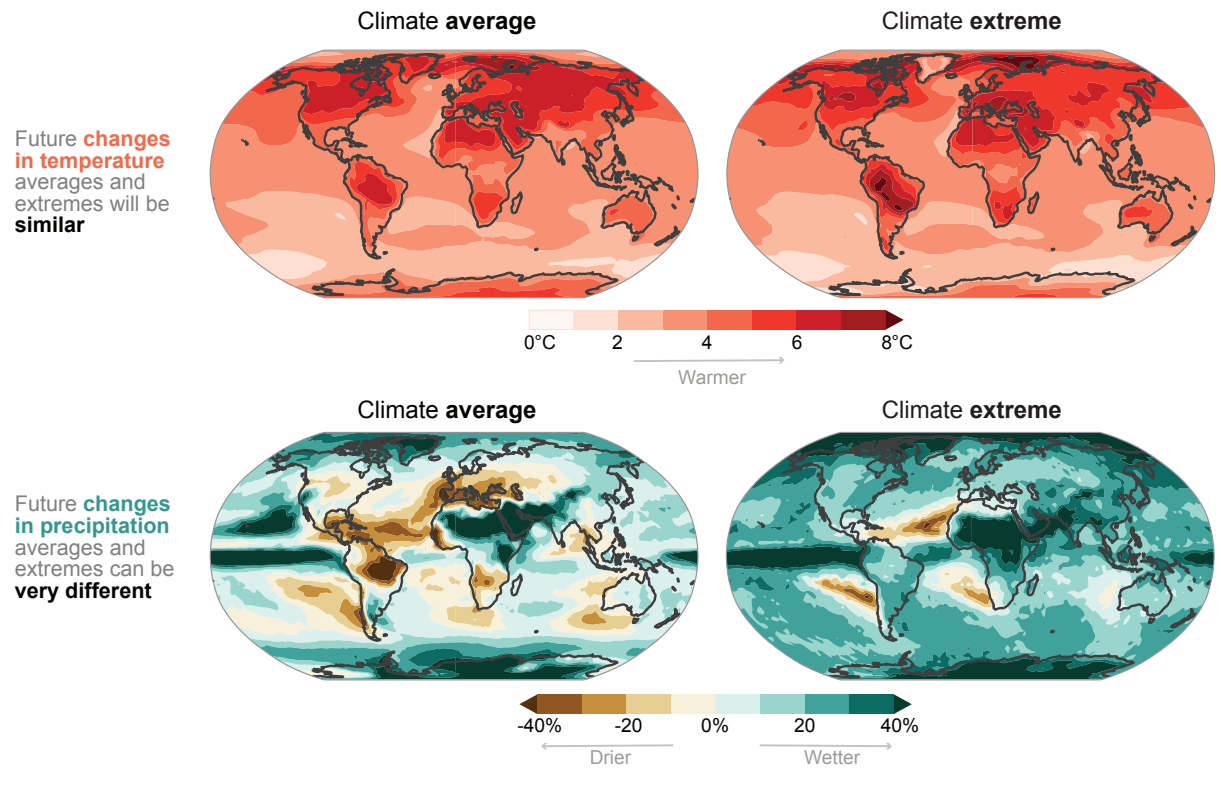 Climate average
Climate extreme
Future changes
in temperature
averages and
extremes will be
similar
0°C 2 4 6 8°C
Warmer
Climate average
Climate extreme
Future changes
in precipitation
averages and
extremes can be
very different
-40% -20 0% 20 40%
Drier
Wetter